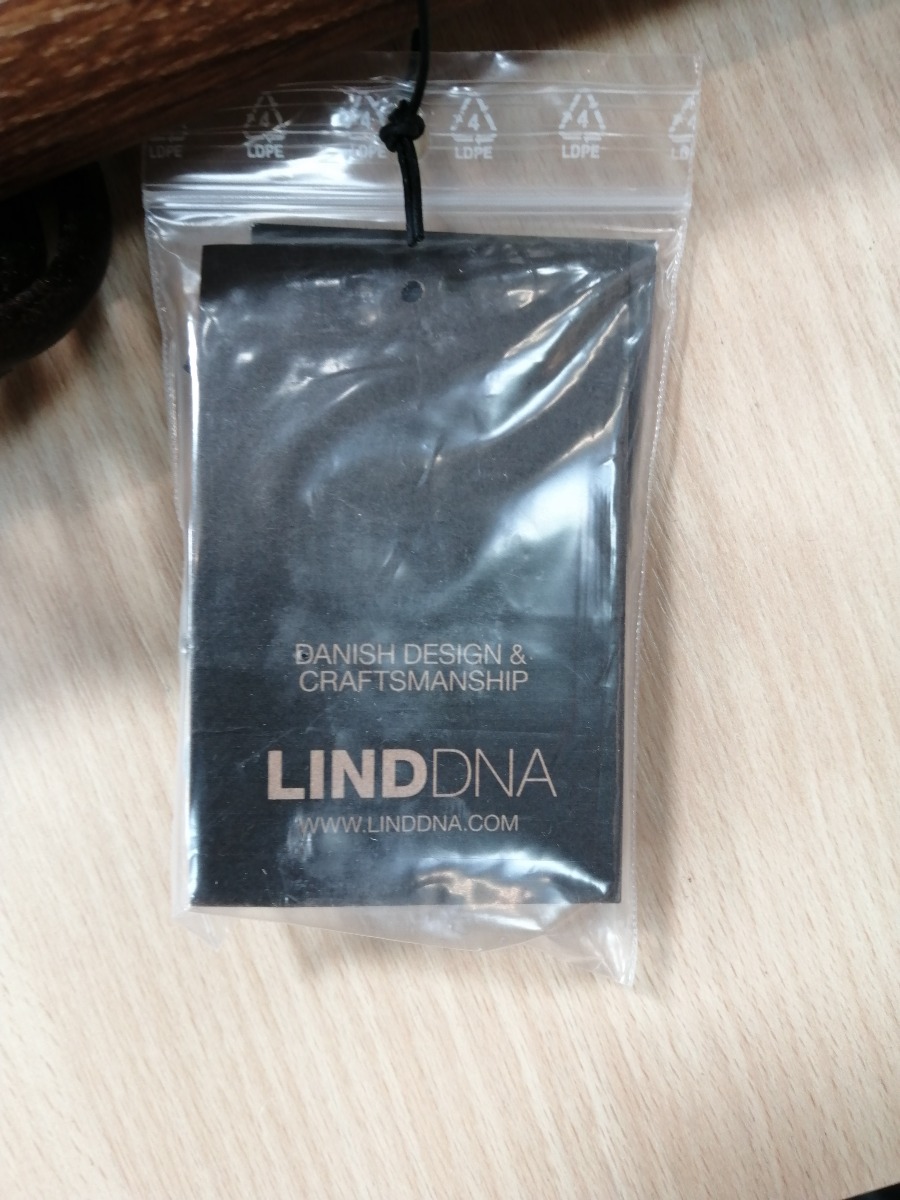 4 4 4 4
LDPE LDPE LDPE LDPE
DANISH DESIGN &
CRAFTSMANSHIP
LINDDNA
WWW.LINDDNA.COM